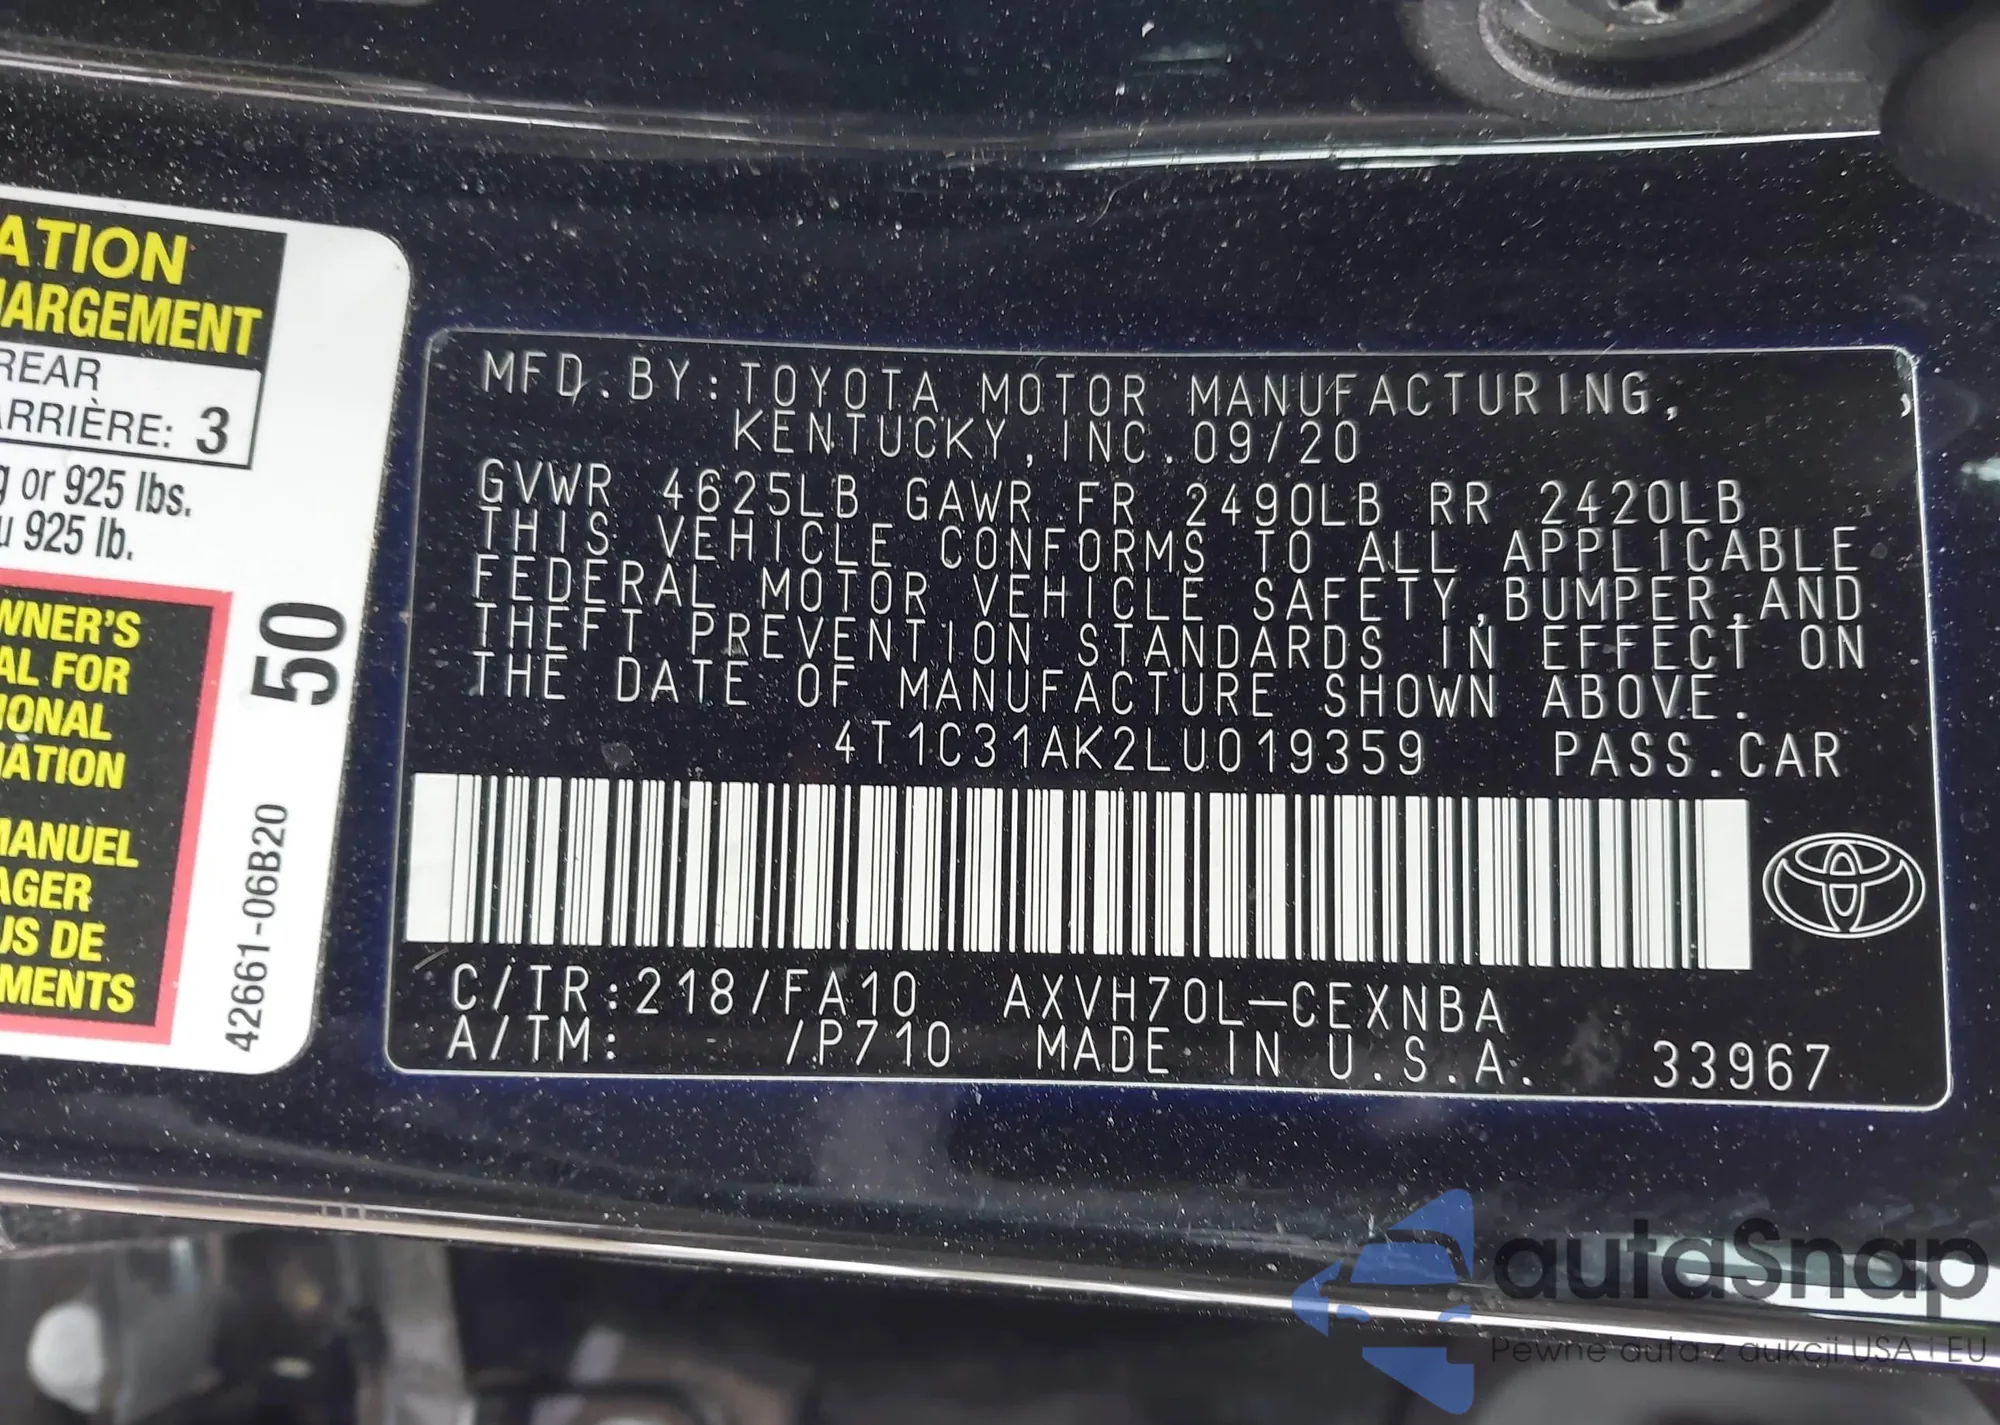 ATION
HARGEMENT
REAR
ARRIÈRE: 3
g or 925 lbs.
u 925 lb.
WNER'S
AL FOR
IONAL
MATION
MANUEL
AGER
US DE
MENTS
50
42661-06B20
MFD.BY:TOYOTA MOTOR MANUFACTURING,
KENTUCKY,INC.09/20
GVWR 4625LB GAWR FR 2490LB RR 2420LB
THIS VEHICLE CONFORMS TO ALL APPLICABLE
FEDERAL MOTOR VEHICLE SAFETY,BUMPER,AND
THEFT PREVENTION STANDARDS IN EFFECT ON
THE DATE OF MANUFACTURE SHOWN ABOVE.
4T1C31AK2LU019359 PASS.CAR
C/TR:218/FA10 AXVH70L-CEXNBA
A/TM: - /P710 MADE IN U.S.A. 33967
autaSnap
Pewne auta z aukcji USA i EU